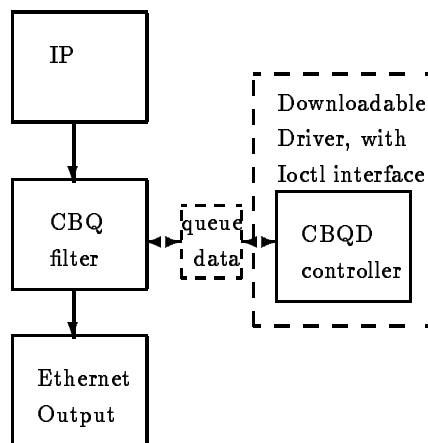 IP
Downloadable
Driver, with
Ioctl interface
CBQ
filter
queue
data
CBQD
controller
Ethernet
Output